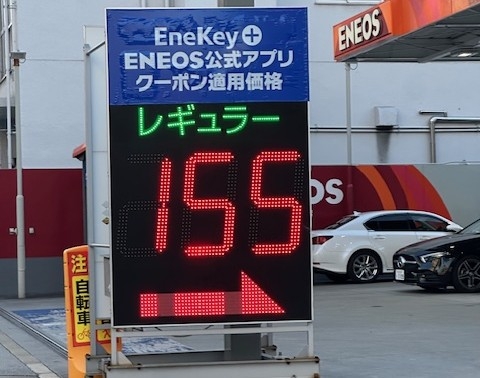 EneKey+
ENEOS公式アプリ
クーポン適用価格
レギュラー
155
ENEOS
OS
注
自転車